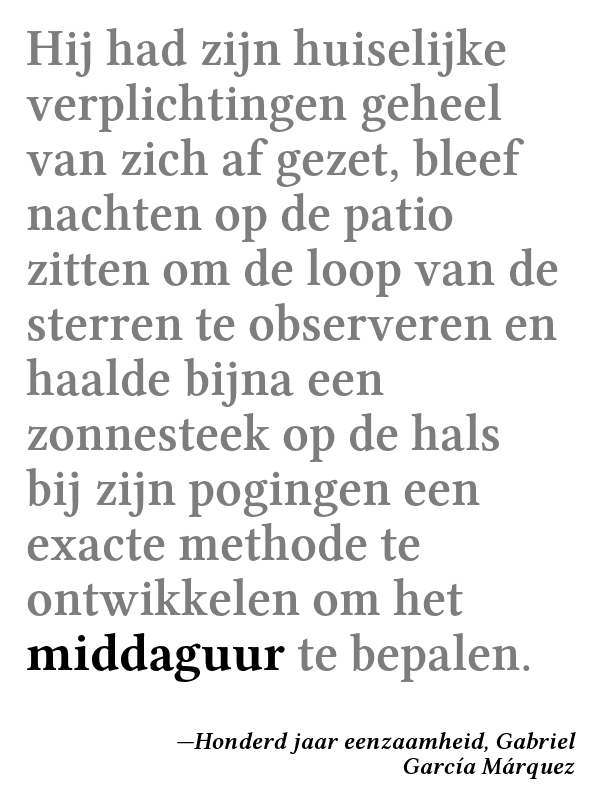 Hij had zijn huiselijke
verplichtingen geheel
van zich af gezet, bleef
nachten op de patio
zitten om de loop van de
sterren te observeren en
haalde bijna een
zonnesteek op de hals
bij zijn pogingen een
exacte methode te
ontwikkelen om het
middaguur te bepalen.
—Honderd jaar eenzaamheid, Gabriel
García Márquez